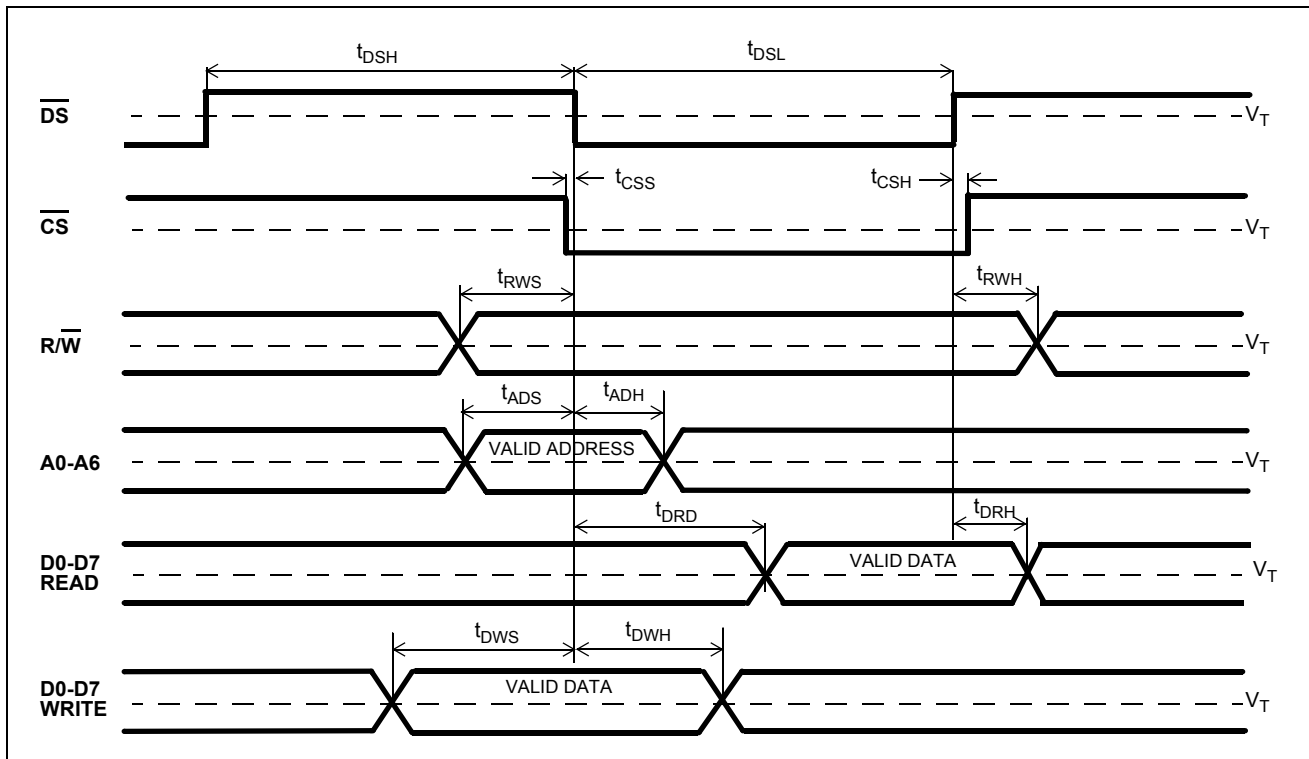 tDSH
tDSL
DS
VT
tCSS
tCSH
CS
VT
tRWS
tRWH
R/W
VT
tADS
tADH
VALID ADDRESS
A0-A6
VT
tDRD
tDRH
D0-D7
READ
VALID DATA
VT
tDWS
tDWH
D0-D7
WRITE
VALID DATA
VT